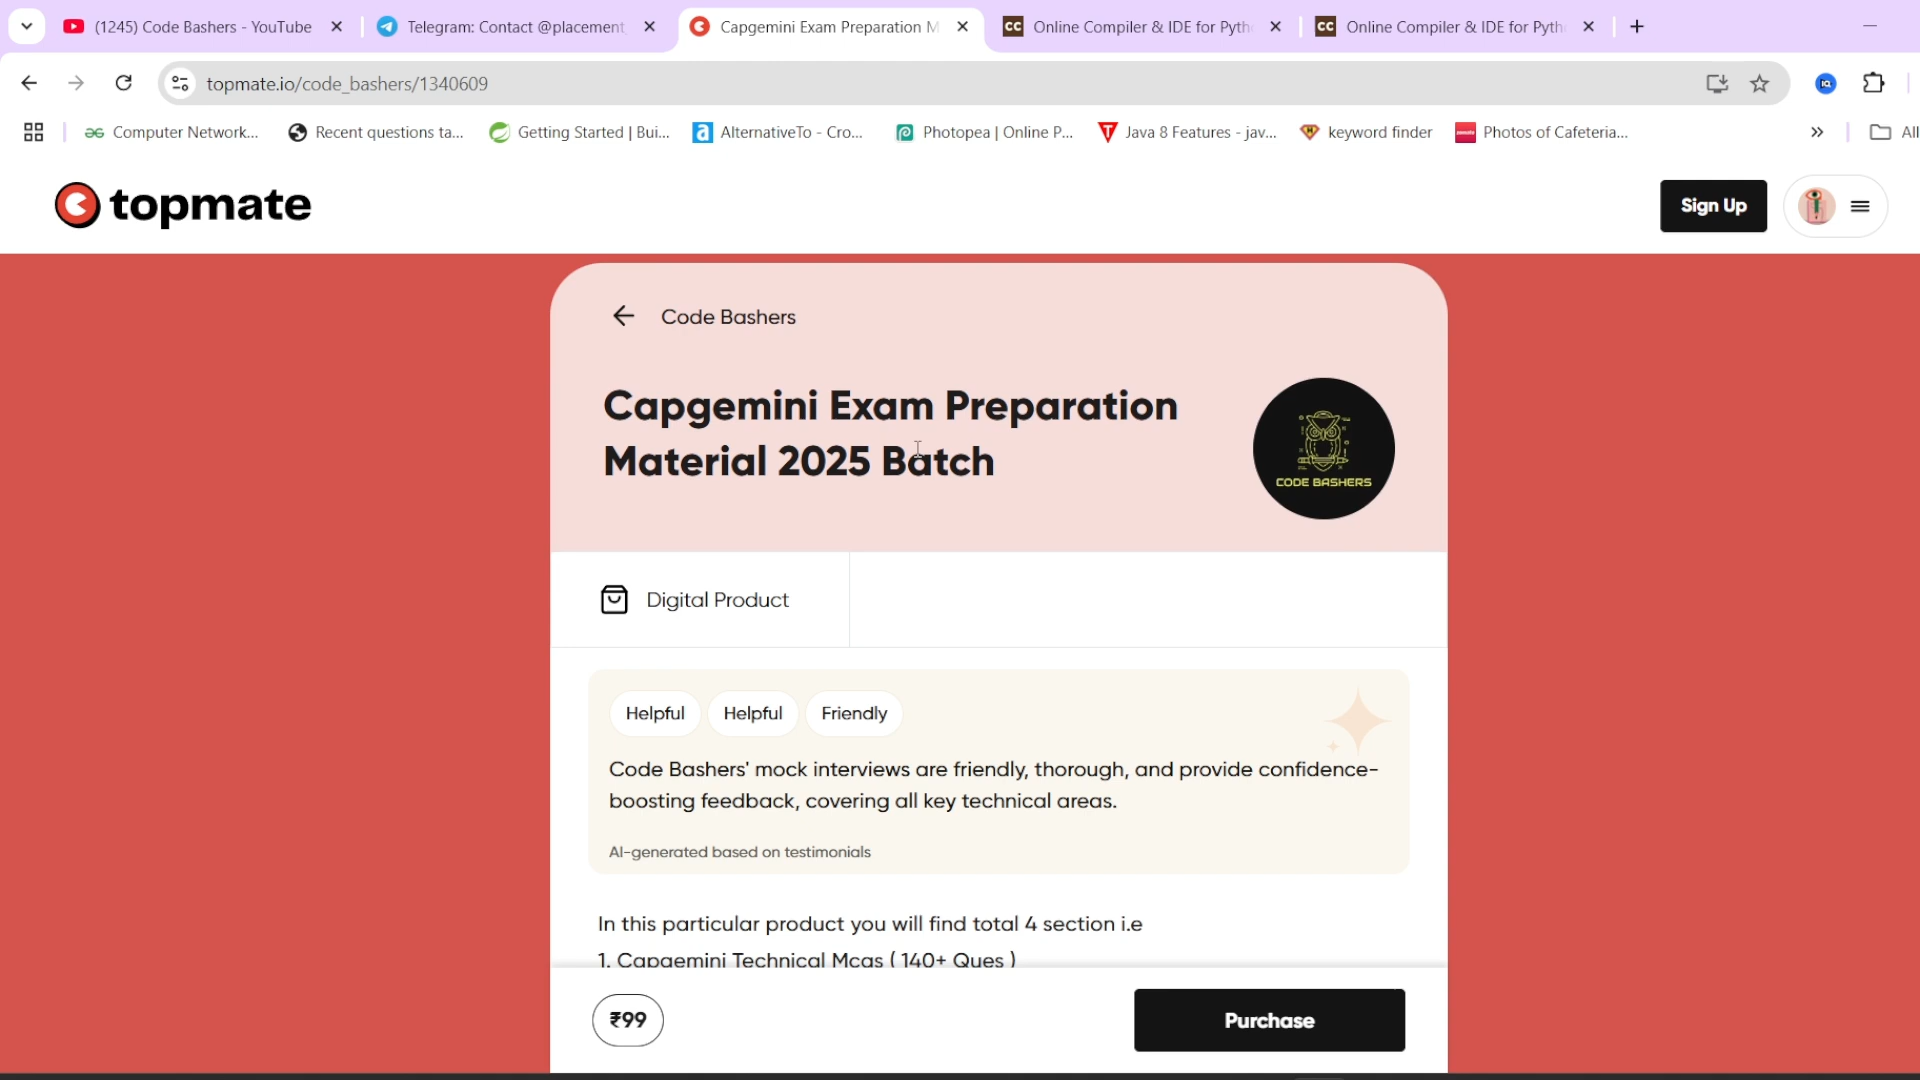 (1245) Code Bashers - YouTube
Telegram: Contact @placement
Capgemini Exam Preparation M
CC Online Compiler & IDE for Pyth
CC Online Compiler & IDE for Pyth
topmate.io/code_bashers/1340609
Computer Network...
Recent questions ta...
Getting Started | Bui...
AlternativeTo - Cro...
Photopea | Online P...
Java 8 Features - jav...
keyword finder
Photos of Cafeteria...
All
topmate
Sign Up
Code Bashers
Capgemini Exam Preparation
Material 2025 Batch
CODE BASHERS
Digital Product
Helpful
Helpful
Friendly
Code Bashers' mock interviews are friendly, thorough, and provide confidence-
boosting feedback, covering all key technical areas.
AI-generated based on testimonials
In this particular product you will find total 4 section i.e
1. Capgemini Technical Mcqs ( 140+ Ques )
₹99
Purchase